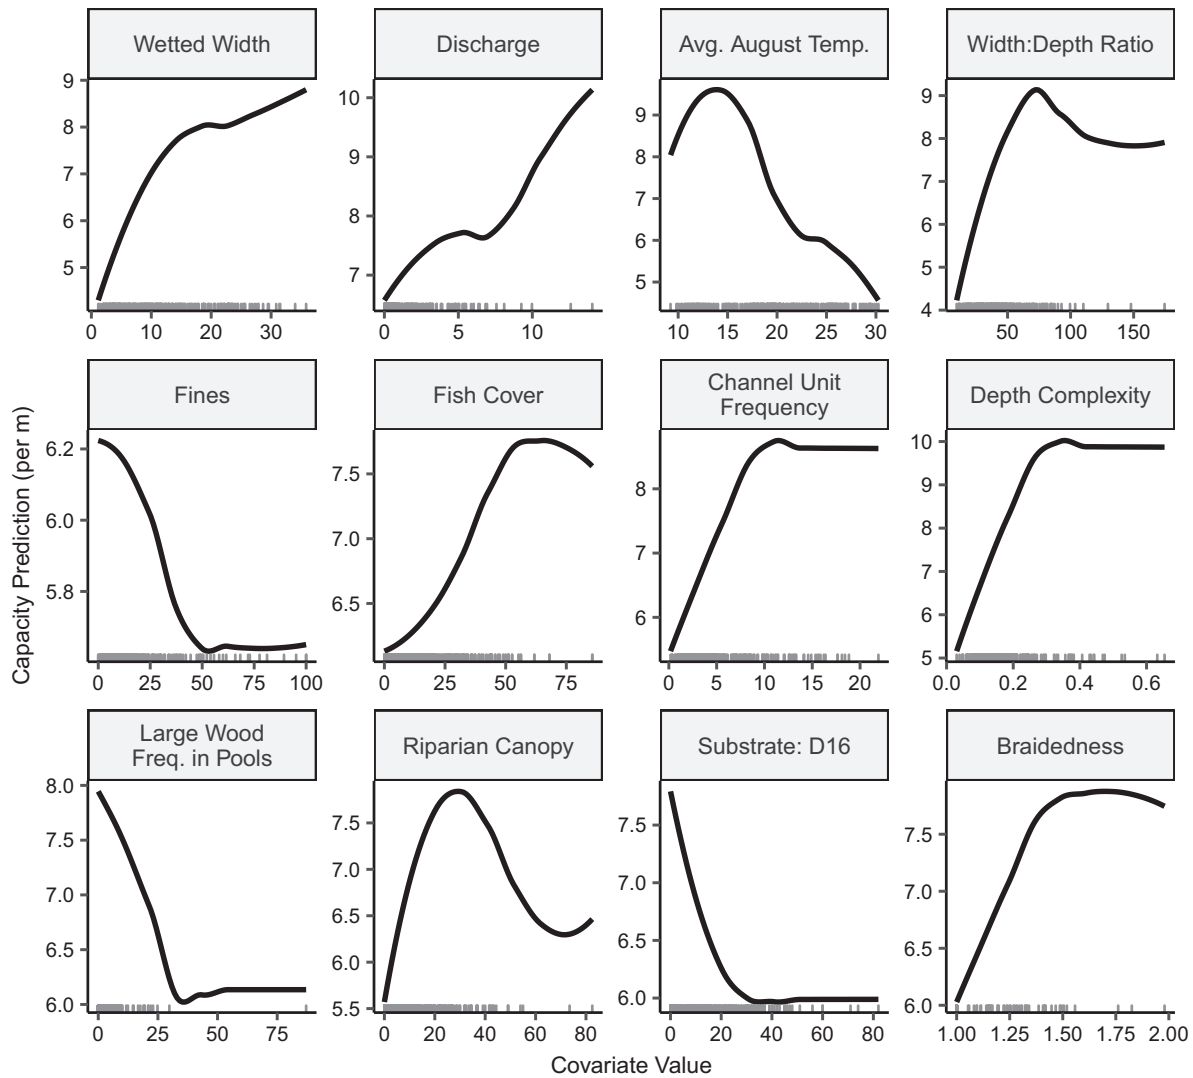 Wetted Width
Discharge
Avg. August Temp.
Width:Depth Ratio
9
8
7
6
5
0 10 20 30
10
9
8
7
0 5 10
9
8
7
6
5
10 15 20 25 30
9
8
7
6
5
4
50 100 150
Capacity Prediction (per m)
Fines
Fish Cover
Channel Unit
Frequency
Depth Complexity
6.2
6.0
5.8
0 25 50 75 100
7.5
7.0
6.5
0 25 50 75
8
7
6
0 5 10 15 20
10
9
8
7
6
5
0.0 0.2 0.4 0.6
Large Wood
Freq. in Pools
Riparian Canopy
Substrate: D16
Braidedness
8.0
7.5
7.0
6.5
6.0
0 25 50 75
7.5
7.0
6.5
6.0
5.5
0 20 40 60 80
7.5
7.0
6.5
6.0
0 20 40 60 80
7.5
7.0
6.5
6.0
1.00 1.25 1.50 1.75 2.00
Covariate Value